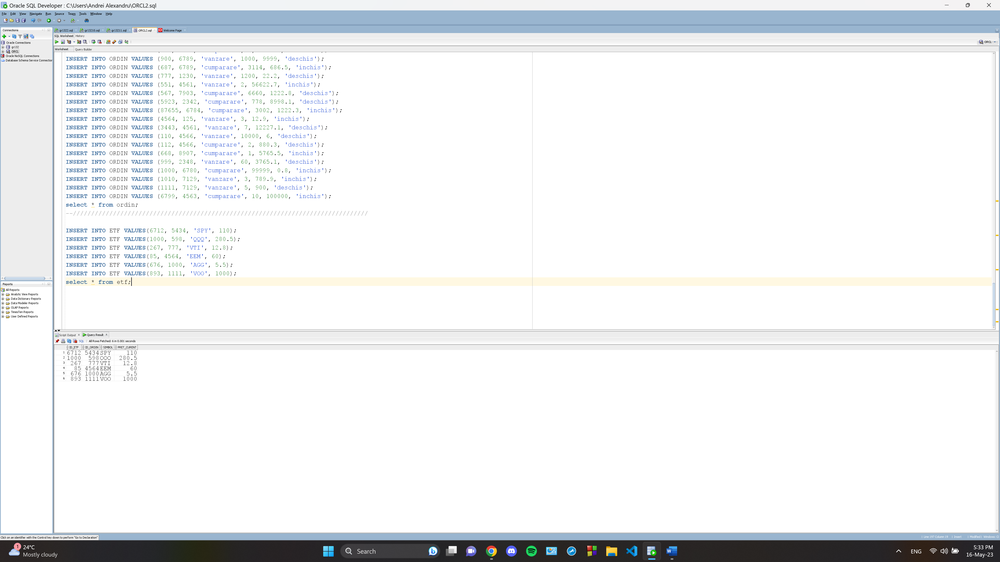 Oracle SQL Developer : C:\Users\Andrei Alexandru\ORCL2.sql
File Edit View Navigate Run Source Team Tools Window Help
Connections
gr1322.sql gr13210.sql gr13211.sql ORCL2.sql Welcome Page
SQL Worksheet History
Oracle Connections
gr132
ORCL
Oracle NoSQL Connections
Database Schema Service Connection
ORCL
Worksheet Query Builder
INSERT INTO ORDIN VALUES (900, 6789, 'vanzare', 1000, 9999, 'deschis');
INSERT INTO ORDIN VALUES (687, 6789, 'cumparare', 3114, 686.5, 'inchis');
INSERT INTO ORDIN VALUES (777, 1230, 'vanzare', 1200, 22.2, 'deschis');
INSERT INTO ORDIN VALUES (551, 4561, 'vanzare', 2, 56622.7, 'inchis');
INSERT INTO ORDIN VALUES (567, 7903, 'cumparare', 6660, 1222.8, 'deschis');
INSERT INTO ORDIN VALUES (5923, 2342, 'cumparare', 778, 8998.1, 'deschis');
INSERT INTO ORDIN VALUES (87655, 6784, 'cumparare', 3002, 1222.3, 'inchis');
INSERT INTO ORDIN VALUES (4564, 125, 'vanzare', 3, 12.9, 'inchis');
INSERT INTO ORDIN VALUES (3443, 4561, 'vanzare', 7, 12227.1, 'deschis');
INSERT INTO ORDIN VALUES (110, 4566, 'vanzare', 10000, 6, 'deschis');
INSERT INTO ORDIN VALUES (112, 4566, 'cumparare', 2, 880.3, 'deschis');
INSERT INTO ORDIN VALUES (668, 8907, 'cumparare', 1, 5765.5, 'inchis');
INSERT INTO ORDIN VALUES (999, 2348, 'vanzare', 60, 3765.1, 'deschis');
INSERT INTO ORDIN VALUES (1000, 6780, 'cumparare', 99999, 0.8, 'inchis');
INSERT INTO ORDIN VALUES (1010, 7129, 'vanzare', 3, 789.9, 'inchis');
INSERT INTO ORDIN VALUES (1111, 7129, 'vanzare', 5, 900, 'deschis');
INSERT INTO ORDIN VALUES (6799, 4563, 'cumparare', 10, 100000, 'inchis');
select * from ordin;
--/////////////////////////////////////////////////////////////////////////////////
INSERT INTO ETF VALUES(6712, 5434, 'SPY', 110);
INSERT INTO ETF VALUES(1000, 598, 'QQQ', 280.5);
INSERT INTO ETF VALUES(267, 777, 'VTI', 12.8);
INSERT INTO ETF VALUES(85, 4564, 'EEM', 60);
INSERT INTO ETF VALUES(676, 1000, 'AGG', 5.5);
INSERT INTO ETF VALUES(893, 1111, 'VOO', 1000);
select * from etf;
Reports
All Reports
Analytic View Reports
Data Dictionary Reports
Data Modeler Reports
OLAP Reports
TimesTen Reports
User Defined Reports
Script Output Query Result
SQL All Rows Fetched: 6 in 0.001 seconds
ID_ETF ID_ORDIN SIMBOL PRET_CURENT
1 6712 5434 SPY 110
2 1000 598 QQQ 280.5
3 267 777 VTI 12.8
4 85 4564 EEM 60
5 676 1000 AGG 5.5
6 893 1111 VOO 1000
Click on an identifier with the Control key down to perform "Go to Declaration"
Line 197 Column 19 Insert Modified Windows:
1
24°C
Mostly cloudy
Search
ENG
5:33 PM
16-May-23